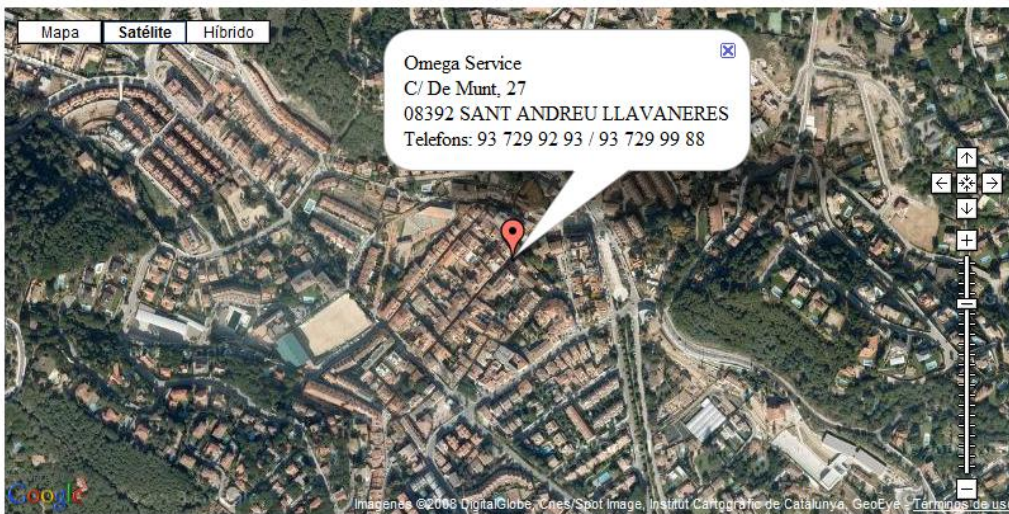 Mapa
Satélite
Híbrido
Omega Service
C/ De Munt, 27
08392 SANT ANDREU LLAVANERES
Telefons: 93 729 92 93 / 93 729 99 88
Google
Imagenes ©2008 DigitalGlobe, Cnes/Spot Image, Institut Cartogràfic de Catalunya, GeoEye - Términos de uso